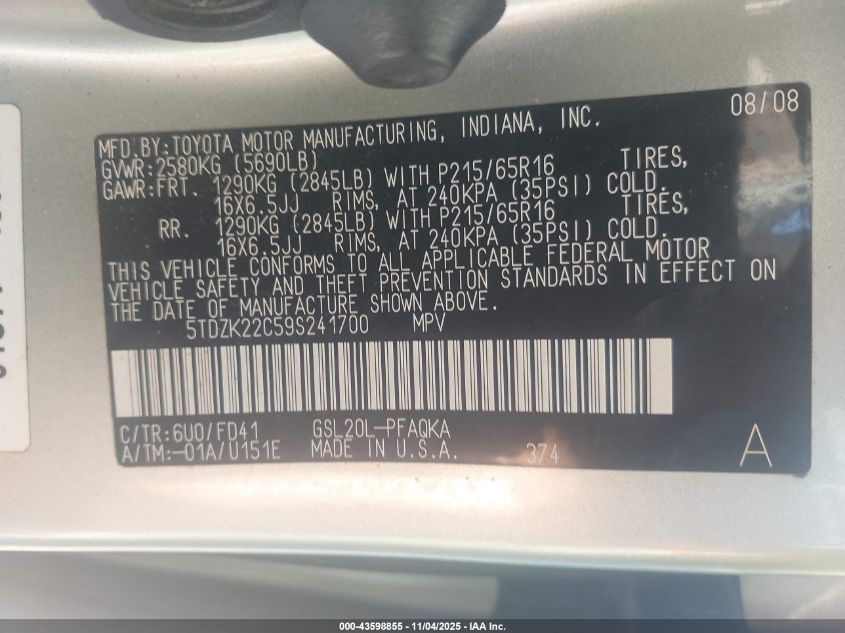 08/08
MFD.BY:TOYOTA MOTOR MANUFACTURING, INDIANA, INC.
GVWR:2580KG (5690LB)
GAWR:FRT. 1290KG (2845LB) WITH P215/65R16 TIRES,
16X6.5JJ RIMS, AT 240KPA (35PSI) COLD.
RR. 1290KG (2845LB) WITH P215/65R16 TIRES,
16X6.5JJ RIMS, AT 240KPA (35PSI) COLD.
THIS VEHICLE CONFORMS TO ALL APPLICABLE FEDERAL MOTOR
VEHICLE SAFETY AND THEFT PREVENTION STANDARDS IN EFFECT ON
THE DATE OF MANUFACTURE SHOWN ABOVE.
5TDZK22C59S241700 MPV
C/TR:6U0/FD41 GSL20L-PFAQKA
A/TM:-01A/U151E MADE IN U.S.A. 374 A
000-43598855 - 11/04/2025 - IAA Inc.